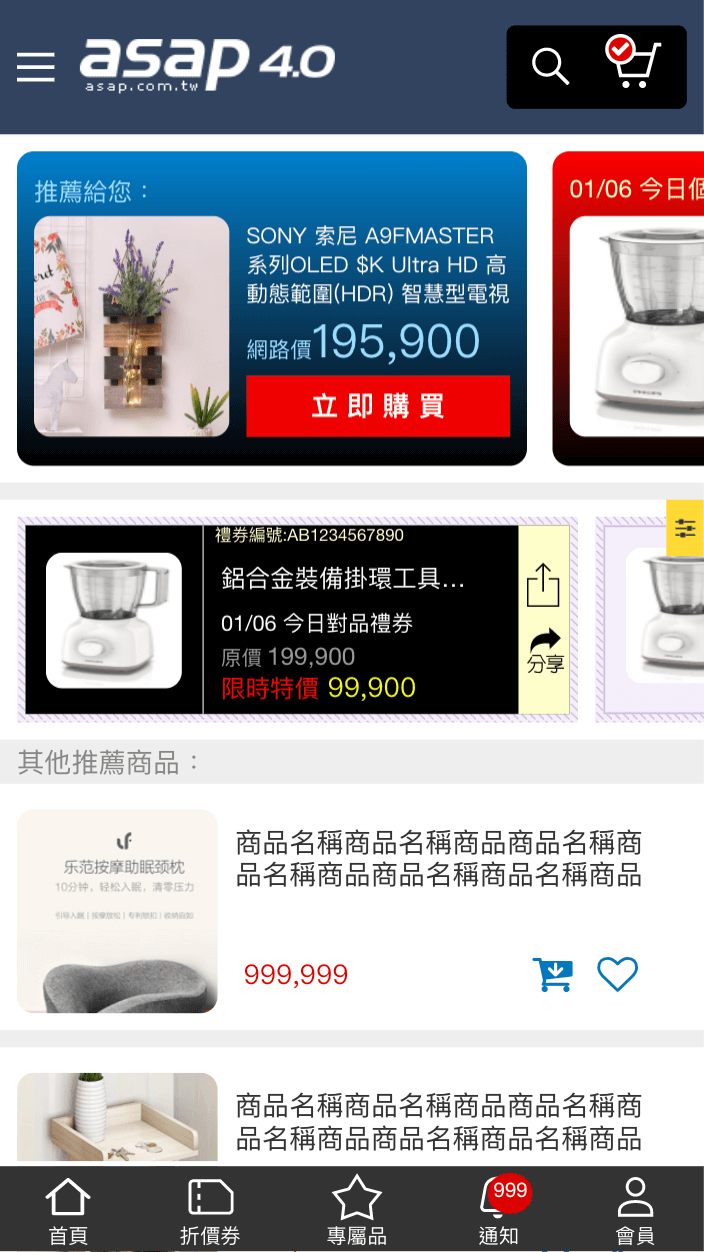 asap 4.0
asap.com.tw
推薦給您：
SONY 索尼 A9FMASTER
系列OLED $K Ultra HD 高
動態範圍(HDR) 智慧型電視
網路價195,900
立即購買
01/06 今日個
禮券編號:AB1234567890
鋁合金裝備掛環工具...
01/06 今日對品禮券
原價 199,900
限時特價 99,900
分享
其他推薦商品：
乐范按摩助眠颈枕
10分钟，轻松入眠，清零压力
引导入眠 | 按摩放松 | 专利锁扣 | 收纳自如
商品名稱商品名稱商品商品名稱商
品名稱商品商品名稱商品名稱商品
999,999
商品名稱商品名稱商品商品名稱商
品名稱商品商品名稱商品名稱商品
首頁
折價券
專屬品
999
通知
會員